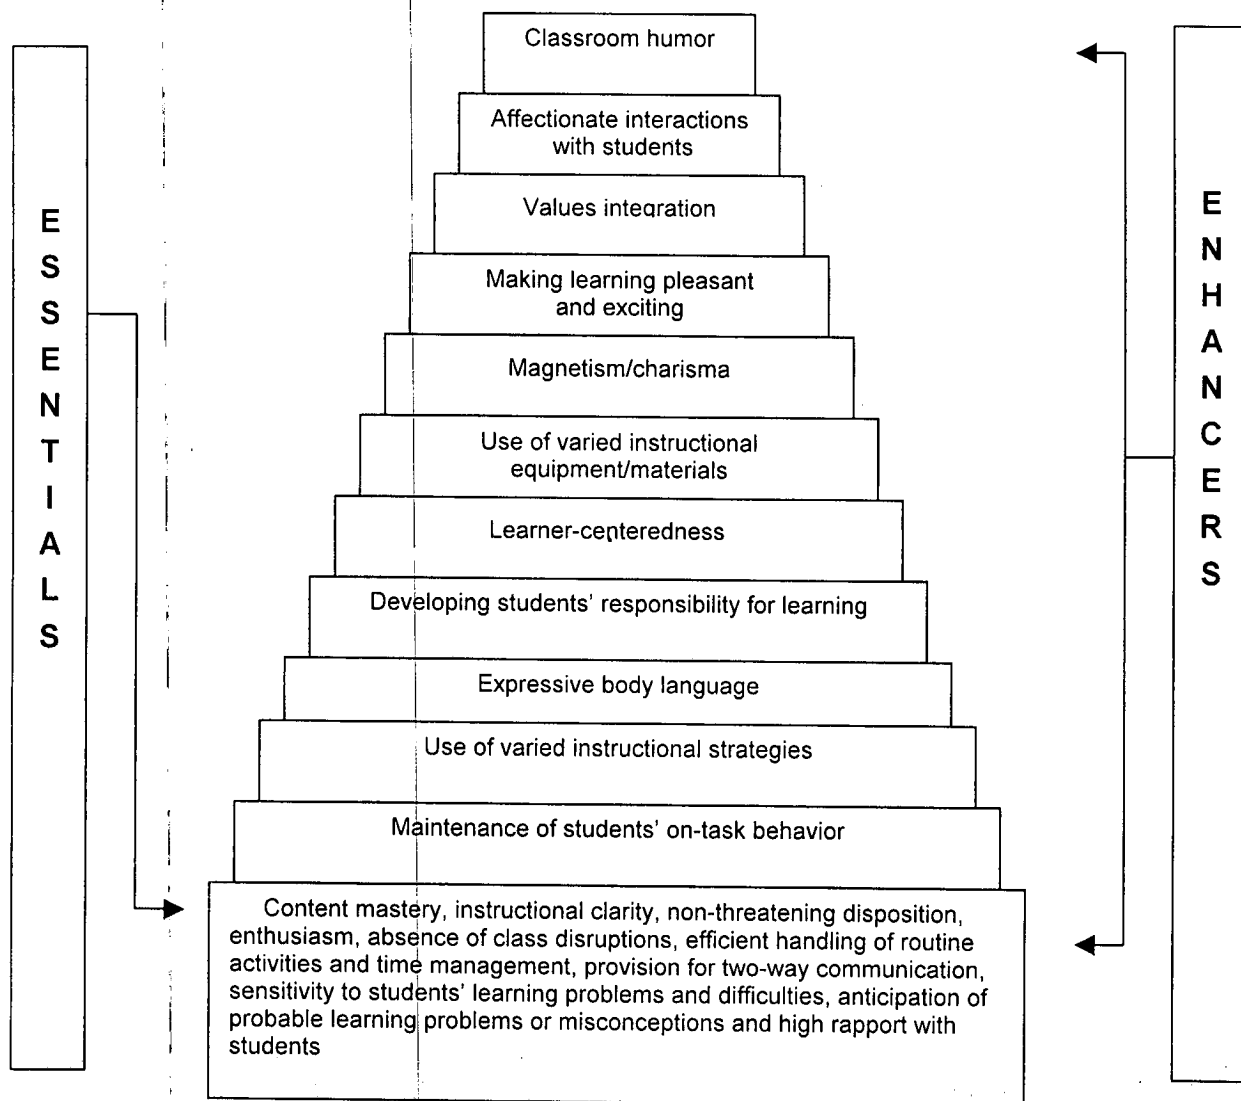 Classroom humor
Affectionate interactions
with students
Values integration
Making learning pleasant
and exciting
Magnetism/charisma
Use of varied instructional
equipment/materials
Learner-centeredness
Developing students' responsibility for learning
Expressive body language
Use of varied instructional strategies
Maintenance of students' on-task behavior
Content mastery, instructional clarity, non-threatening disposition,
enthusiasm, absence of class disruptions, efficient handling of routine
activities and time management, provision for two-way communication,
sensitivity to students' learning problems and difficulties, anticipation of
probable learning problems or misconceptions and high rapport with
students
ESSENTIALS
ENHANCERS